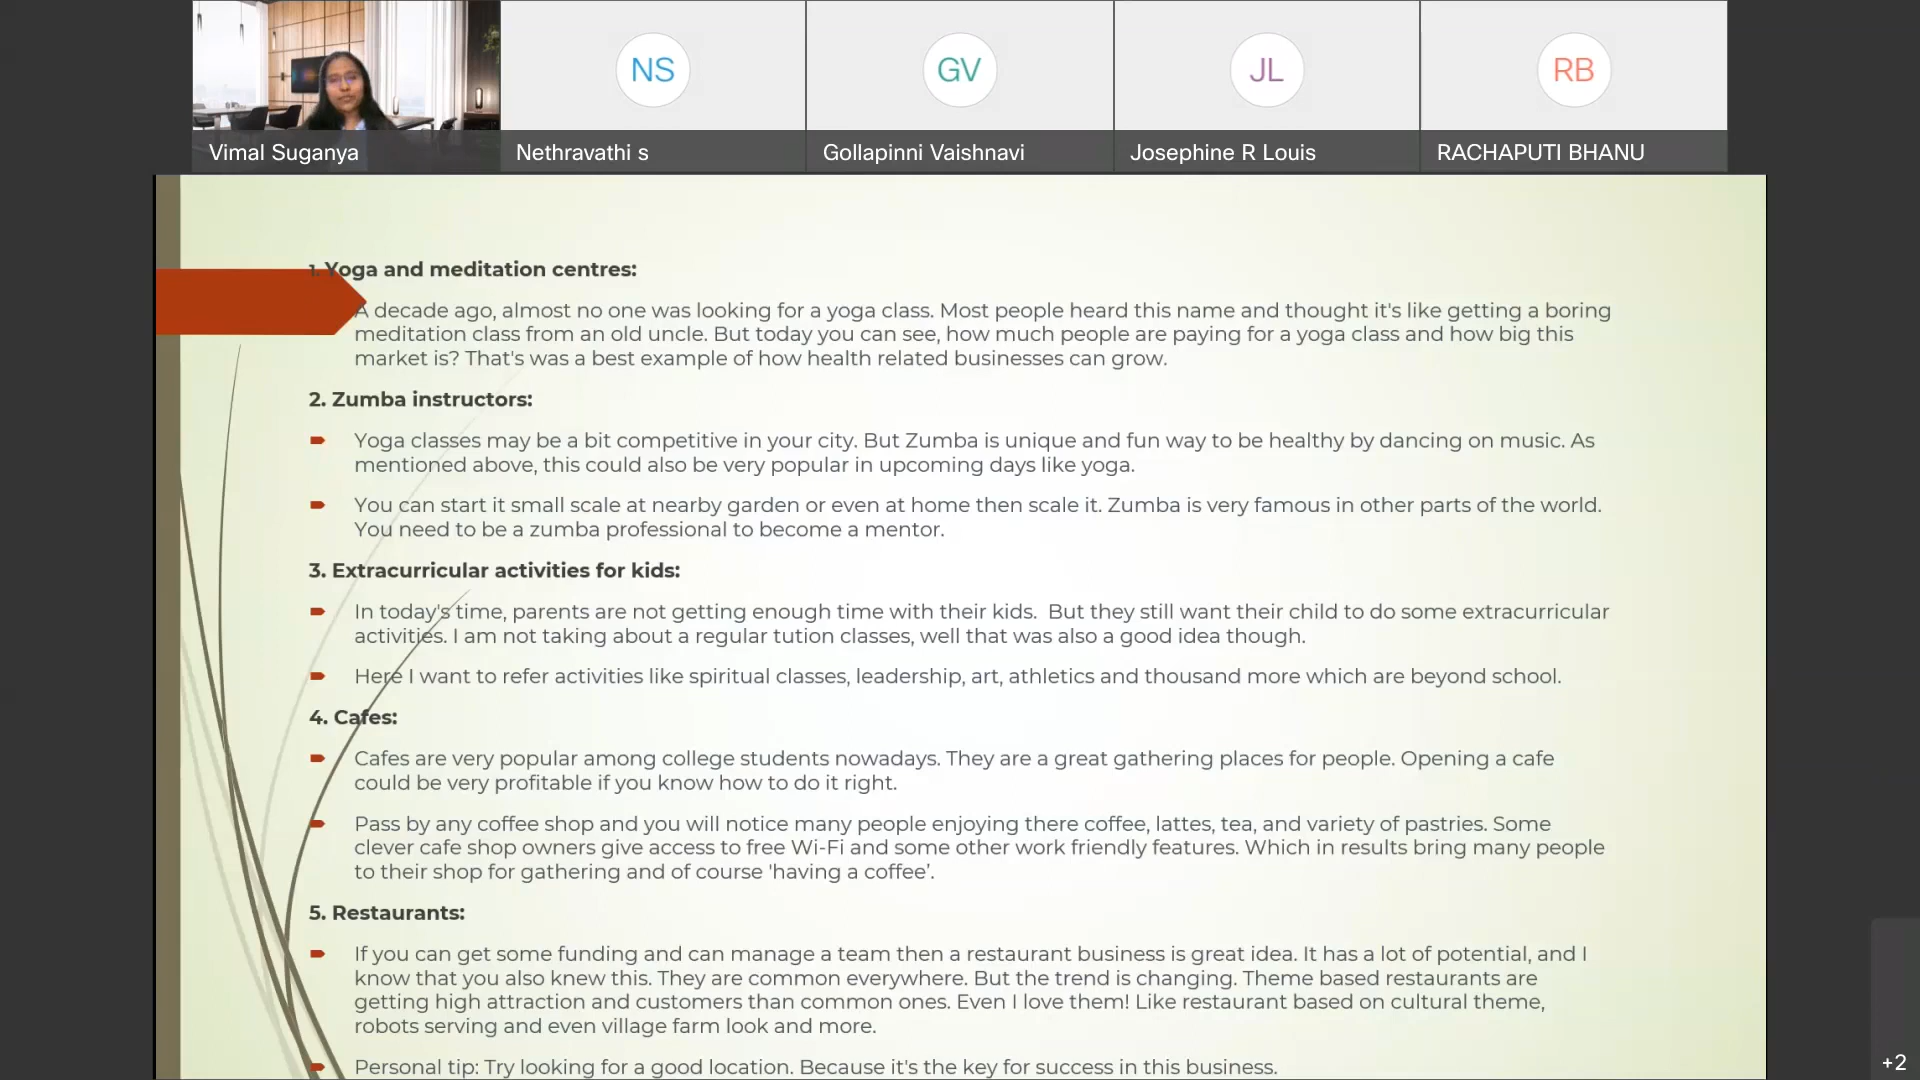 NS
GV
JL
RB
Vimal Suganya
Nethravathi s
Gollapinni Vaishnavi
Josephine R Louis
RACHAPUTI BHANU
1. Yoga and meditation centres:
A decade ago, almost no one was looking for a yoga class. Most people heard this name and thought it's like getting a boring
meditation class from an old uncle. But today you can see, how much people are paying for a yoga class and how big this
market is? That's was a best example of how health related businesses can grow.
2. Zumba instructors:
Yoga classes may be a bit competitive in your city. But Zumba is unique and fun way to be healthy by dancing on music. As
mentioned above, this could also be very popular in upcoming days like yoga.
You can start it small scale at nearby garden or even at home then scale it. Zumba is very famous in other parts of the world.
You need to be a zumba professional to become a mentor.
3. Extracurricular activities for kids:
In today's time, parents are not getting enough time with their kids.  But they still want their child to do some extracurricular
activities. I am not taking about a regular tution classes, well that was also a good idea though.
Here I want to refer activities like spiritual classes, leadership, art, athletics and thousand more which are beyond school.
4. Cafes:
Cafes are very popular among college students nowadays. They are a great gathering places for people. Opening a cafe
could be very profitable if you know how to do it right.
Pass by any coffee shop and you will notice many people enjoying there coffee, lattes, tea, and variety of pastries. Some
clever cafe shop owners give access to free Wi-Fi and some other work friendly features. Which in results bring many people
to their shop for gathering and of course 'having a coffee’.
5. Restaurants:
If you can get some funding and can manage a team then a restaurant business is great idea. It has a lot of potential, and I
know that you also knew this. They are common everywhere. But the trend is changing. Theme based restaurants are
getting high attraction and customers than common ones. Even I love them! Like restaurant based on cultural theme,
robots serving and even village farm look and more.
Personal tip: Try looking for a good location. Because it's the key for success in this business.
+2